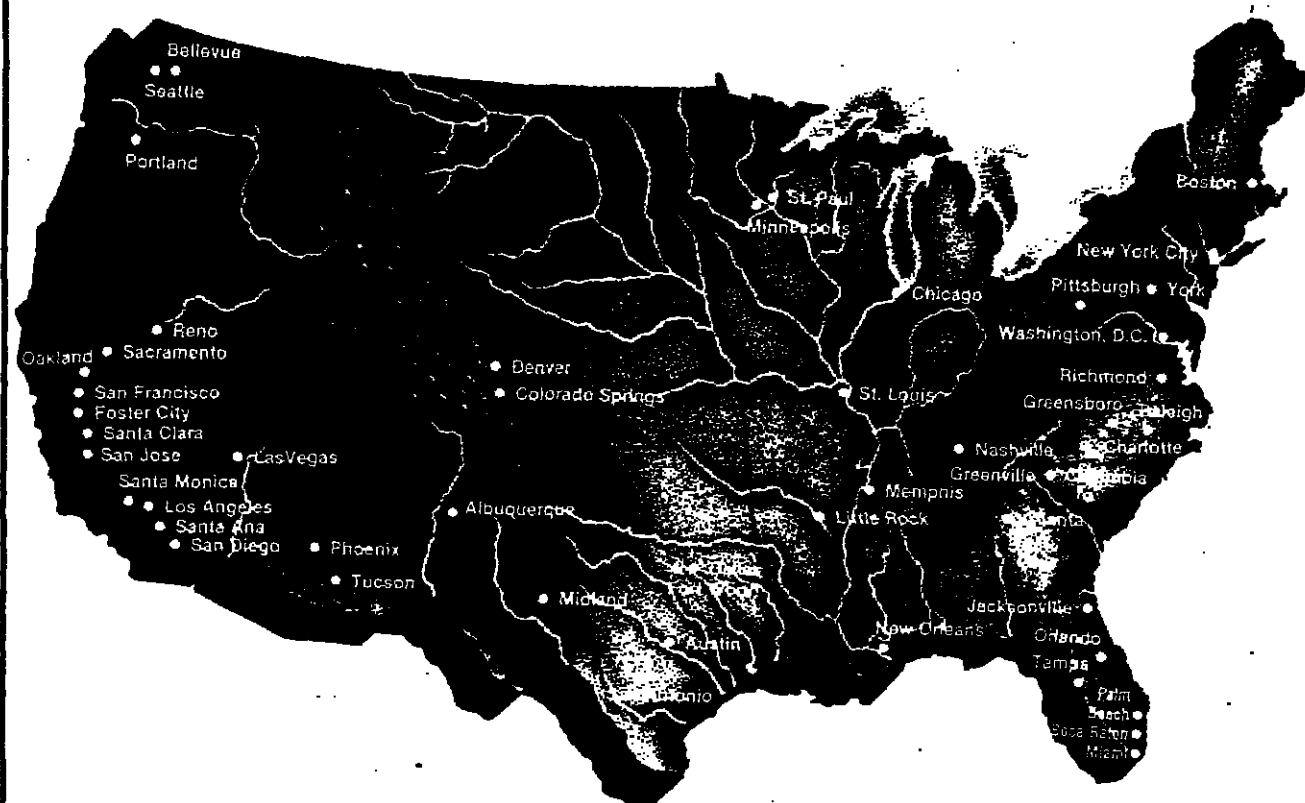 Bellevue
Seattle
Portland
St. Paul
Minneapolis
Boston
New York City
Pittsburgh
York
Chicago
Washington, D.C.
Reno
Sacramento
Oakland
San Francisco
Foster City
Santa Clara
San Jose
Denver
Colorado Springs
St. Louis
Richmond
Greensboro
Raleigh
Nashville
Charlotte
Greenville
Columbia
LasVegas
Santa Monica
Los Angeles
Santa Ana
San Diego
Phoenix
Tucson
Albuquerque
Memphis
Little Rock
Midland
Austin
Jacksonville
New Orleans
Orlando
Tampa
Palm
Beach
Boca Raton
Miami